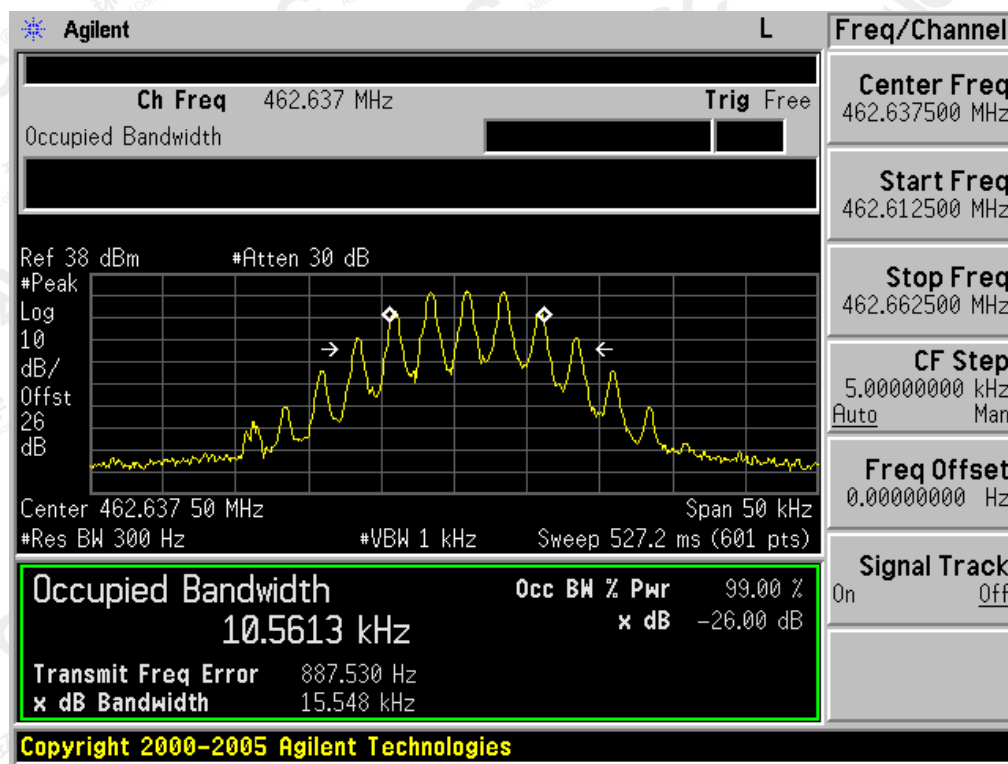 Agilent
L
Ch Freq 462.637 MHz
Trig Free
Occupied Bandwidth
Ref 38 dBm #Atten 30 dB
#Peak
Log
10
dB/
Offst
26
dB
Center 462.637 50 MHz Span 50 kHz
#Res BW 300 Hz #VBW 1 kHz Sweep 527.2 ms (601 pts)
Occupied Bandwidth
10.5613 kHz
Occ BW % Pwr 99.00 %
x dB -26.00 dB
Transmit Freq Error 887.530 Hz
x dB Bandwidth 15.548 kHz
Copyright 2000-2005 Agilent Technologies
Freq/Channel
Center Freq
462.637500 MHz
Start Freq
462.612500 MHz
Stop Freq
462.662500 MHz
CF Step
5.00000000 kHz
Auto Man
Freq Offset
0.00000000 Hz
Signal Track
On Off